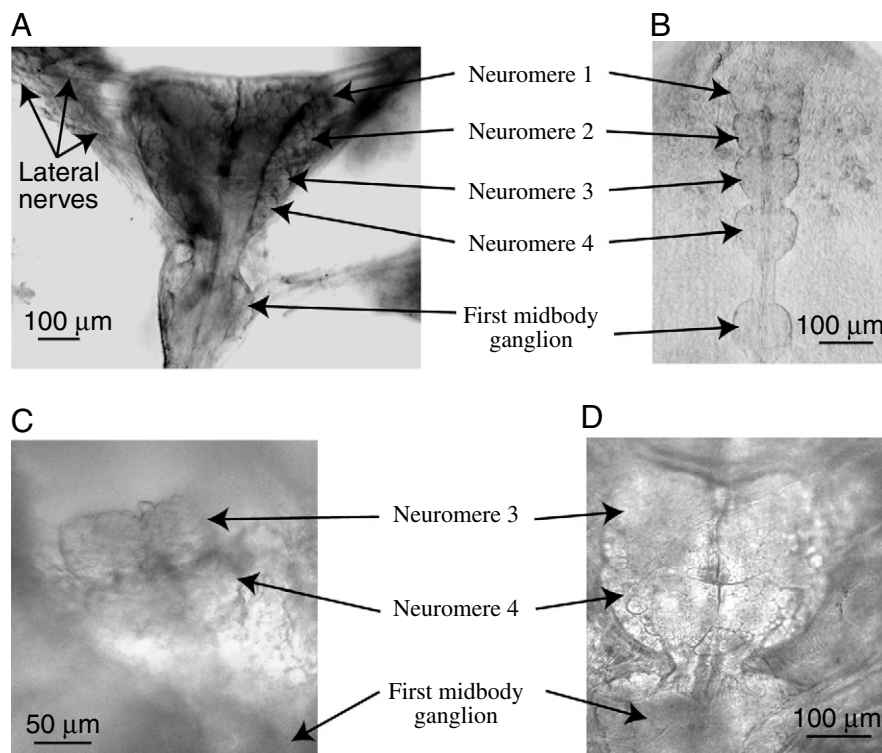 A
B
Neuromere 1
Neuromere 2
Lateral
nerves
Neuromere 3
Neuromere 4
First midbody
ganglion
100 μm
100 μm
C
D
Neuromere 3
Neuromere 4
First midbody
ganglion
50 μm
100 μm